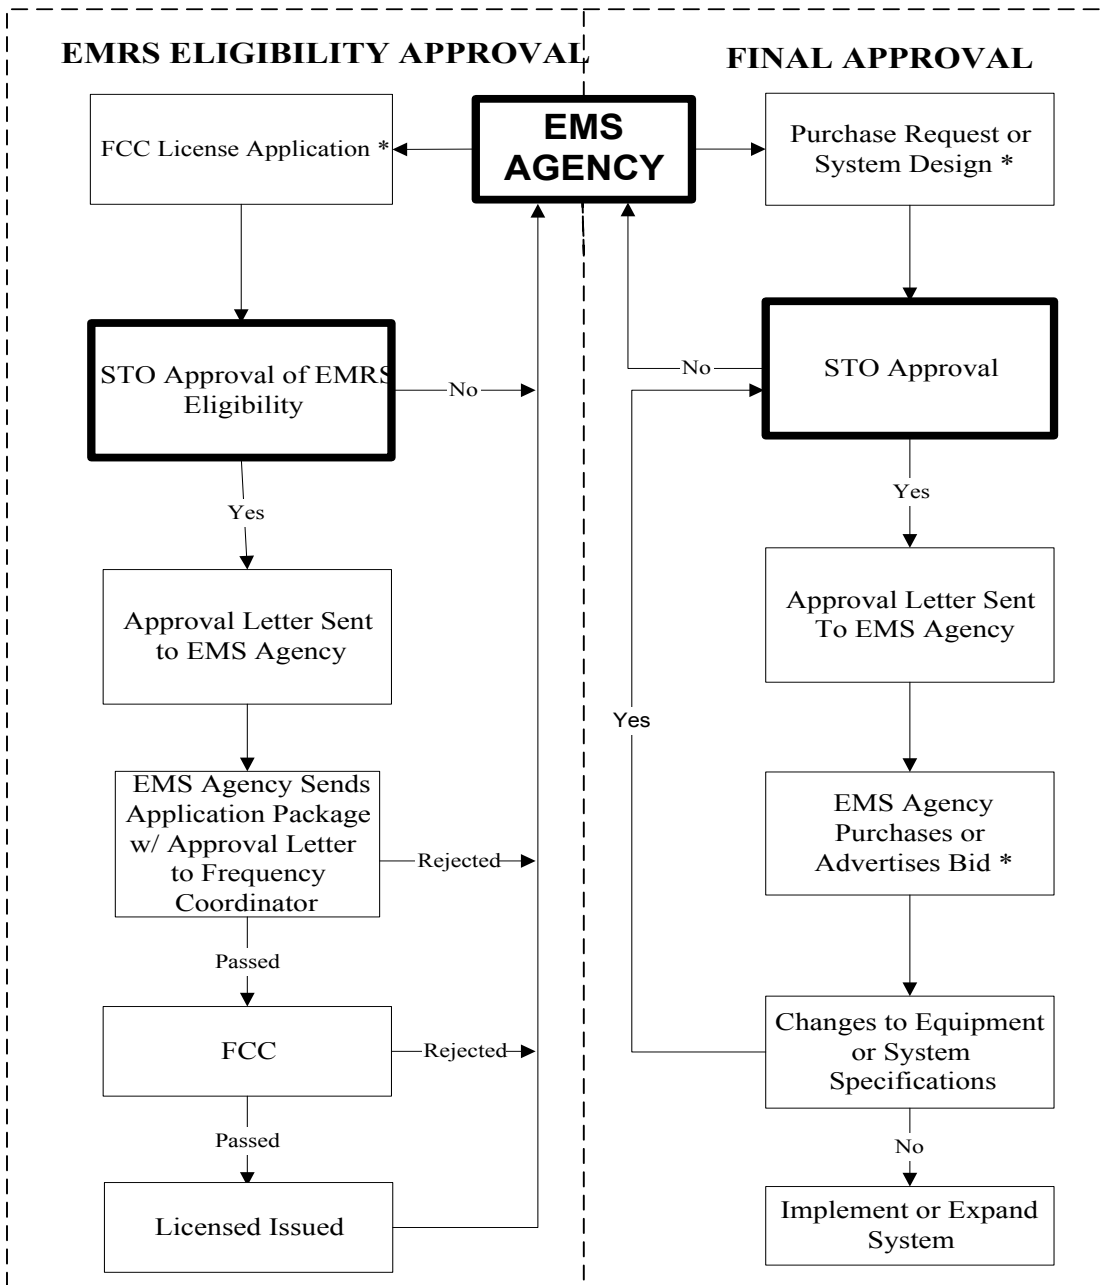 EMRS ELIGIBILITY APPROVAL
FINAL APPROVAL
EMS
AGENCY
FCC License Application *
Purchase Request or
System Design *
STO Approval of EMRS
Eligibility
No
No
STO Approval
Yes
Yes
Approval Letter Sent
to EMS Agency
Approval Letter Sent
To EMS Agency
Yes
EMS Agency Sends
Application Package
w/ Approval Letter
to Frequency
Coordinator
Rejected
EMS Agency
Purchases or
Advertises Bid *
Passed
FCC
Rejected
Changes to Equipment
or System
Specifications
Passed
No
Licensed Issued
Implement or Expand
System